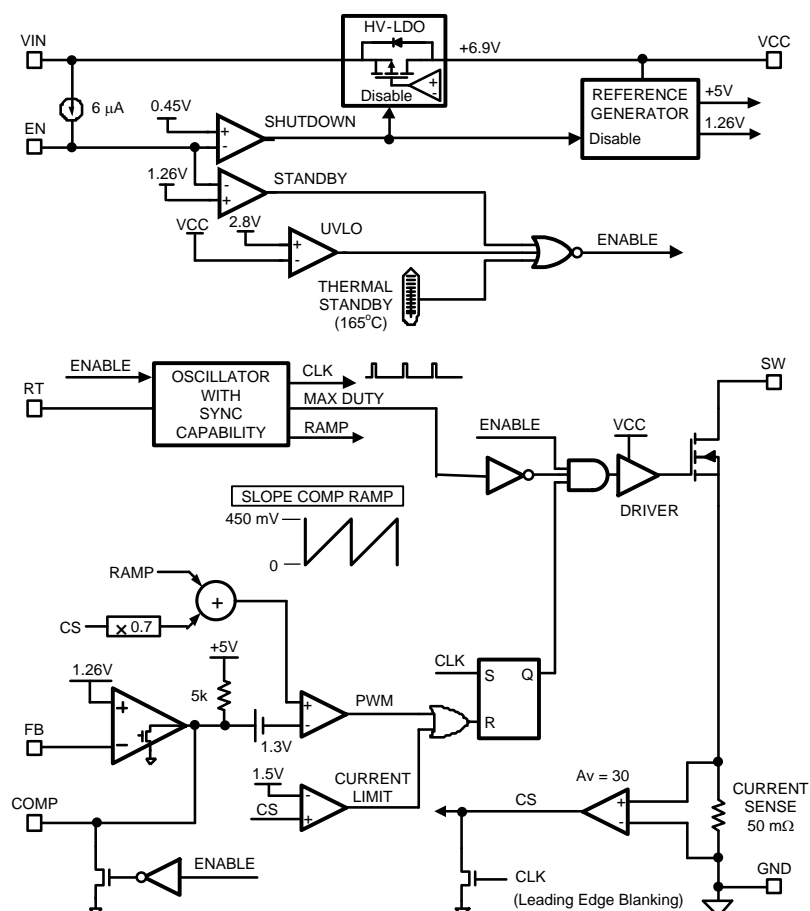 HV-LDO
VIN
+6.9V
VCC
Disable
6 μA
0.45V
SHUTDOWN
REFERENCE
GENERATOR
Disable
+5V
1.26V
EN
+
-
1.26V
-
+
STANDBY
VCC
2.8V
UVLO
+
-
ENABLE
THERMAL
STANDBY
(165°C)
ENABLE
RT
OSCILLATOR
WITH
SYNC
CAPABILITY
CLK
MAX DUTY
RAMP
SW
ENABLE
VCC
DRIVER
SLOPE COMP RAMP
450 mV
0
RAMP
+
CS
× 0.7
+5V
CLK
S
Q
R
1.26V
5k
+
-
PWM
+
-
FB
1.3V
1.5V
-
+
CS
CURRENT
LIMIT
Av = 30
COMP
CS
+
-
CURRENT
SENSE
50 mΩ
ENABLE
CLK
(Leading Edge Blanking)
GND